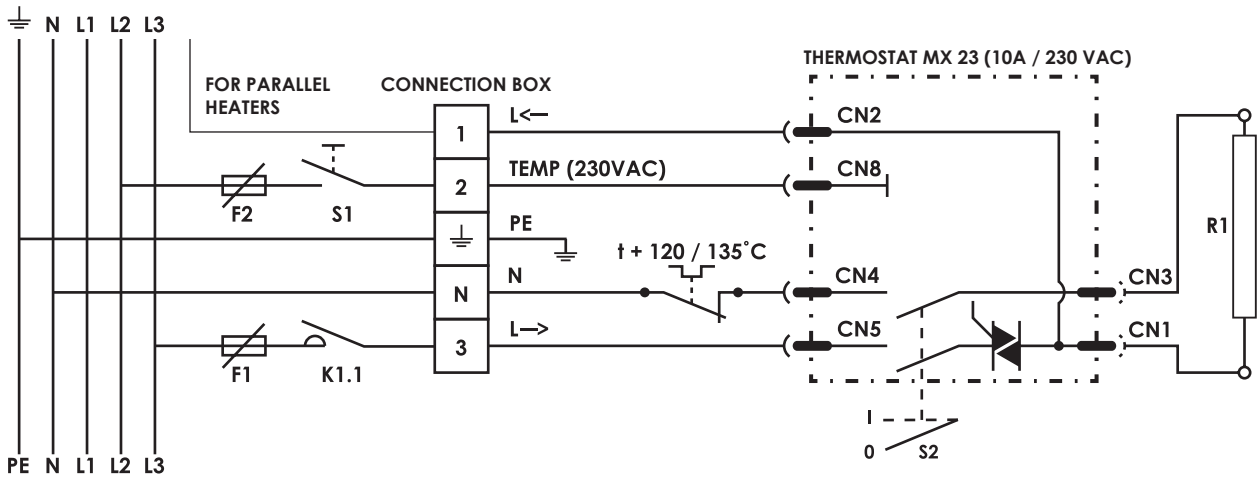 N L1 L2 L3
FOR PARALLEL
HEATERS
CONNECTION BOX
THERMOSTAT MX 23 (10A / 230 VAC)
1
L<—
CN2
F2
S1
2
TEMP (230VAC)
CN8
PE
R1
t + 120 / 135°C
N
N
CN4
CN3
F1
K1.1
3
L—>
CN5
CN1
I
0
S2
PE N L1 L2 L3